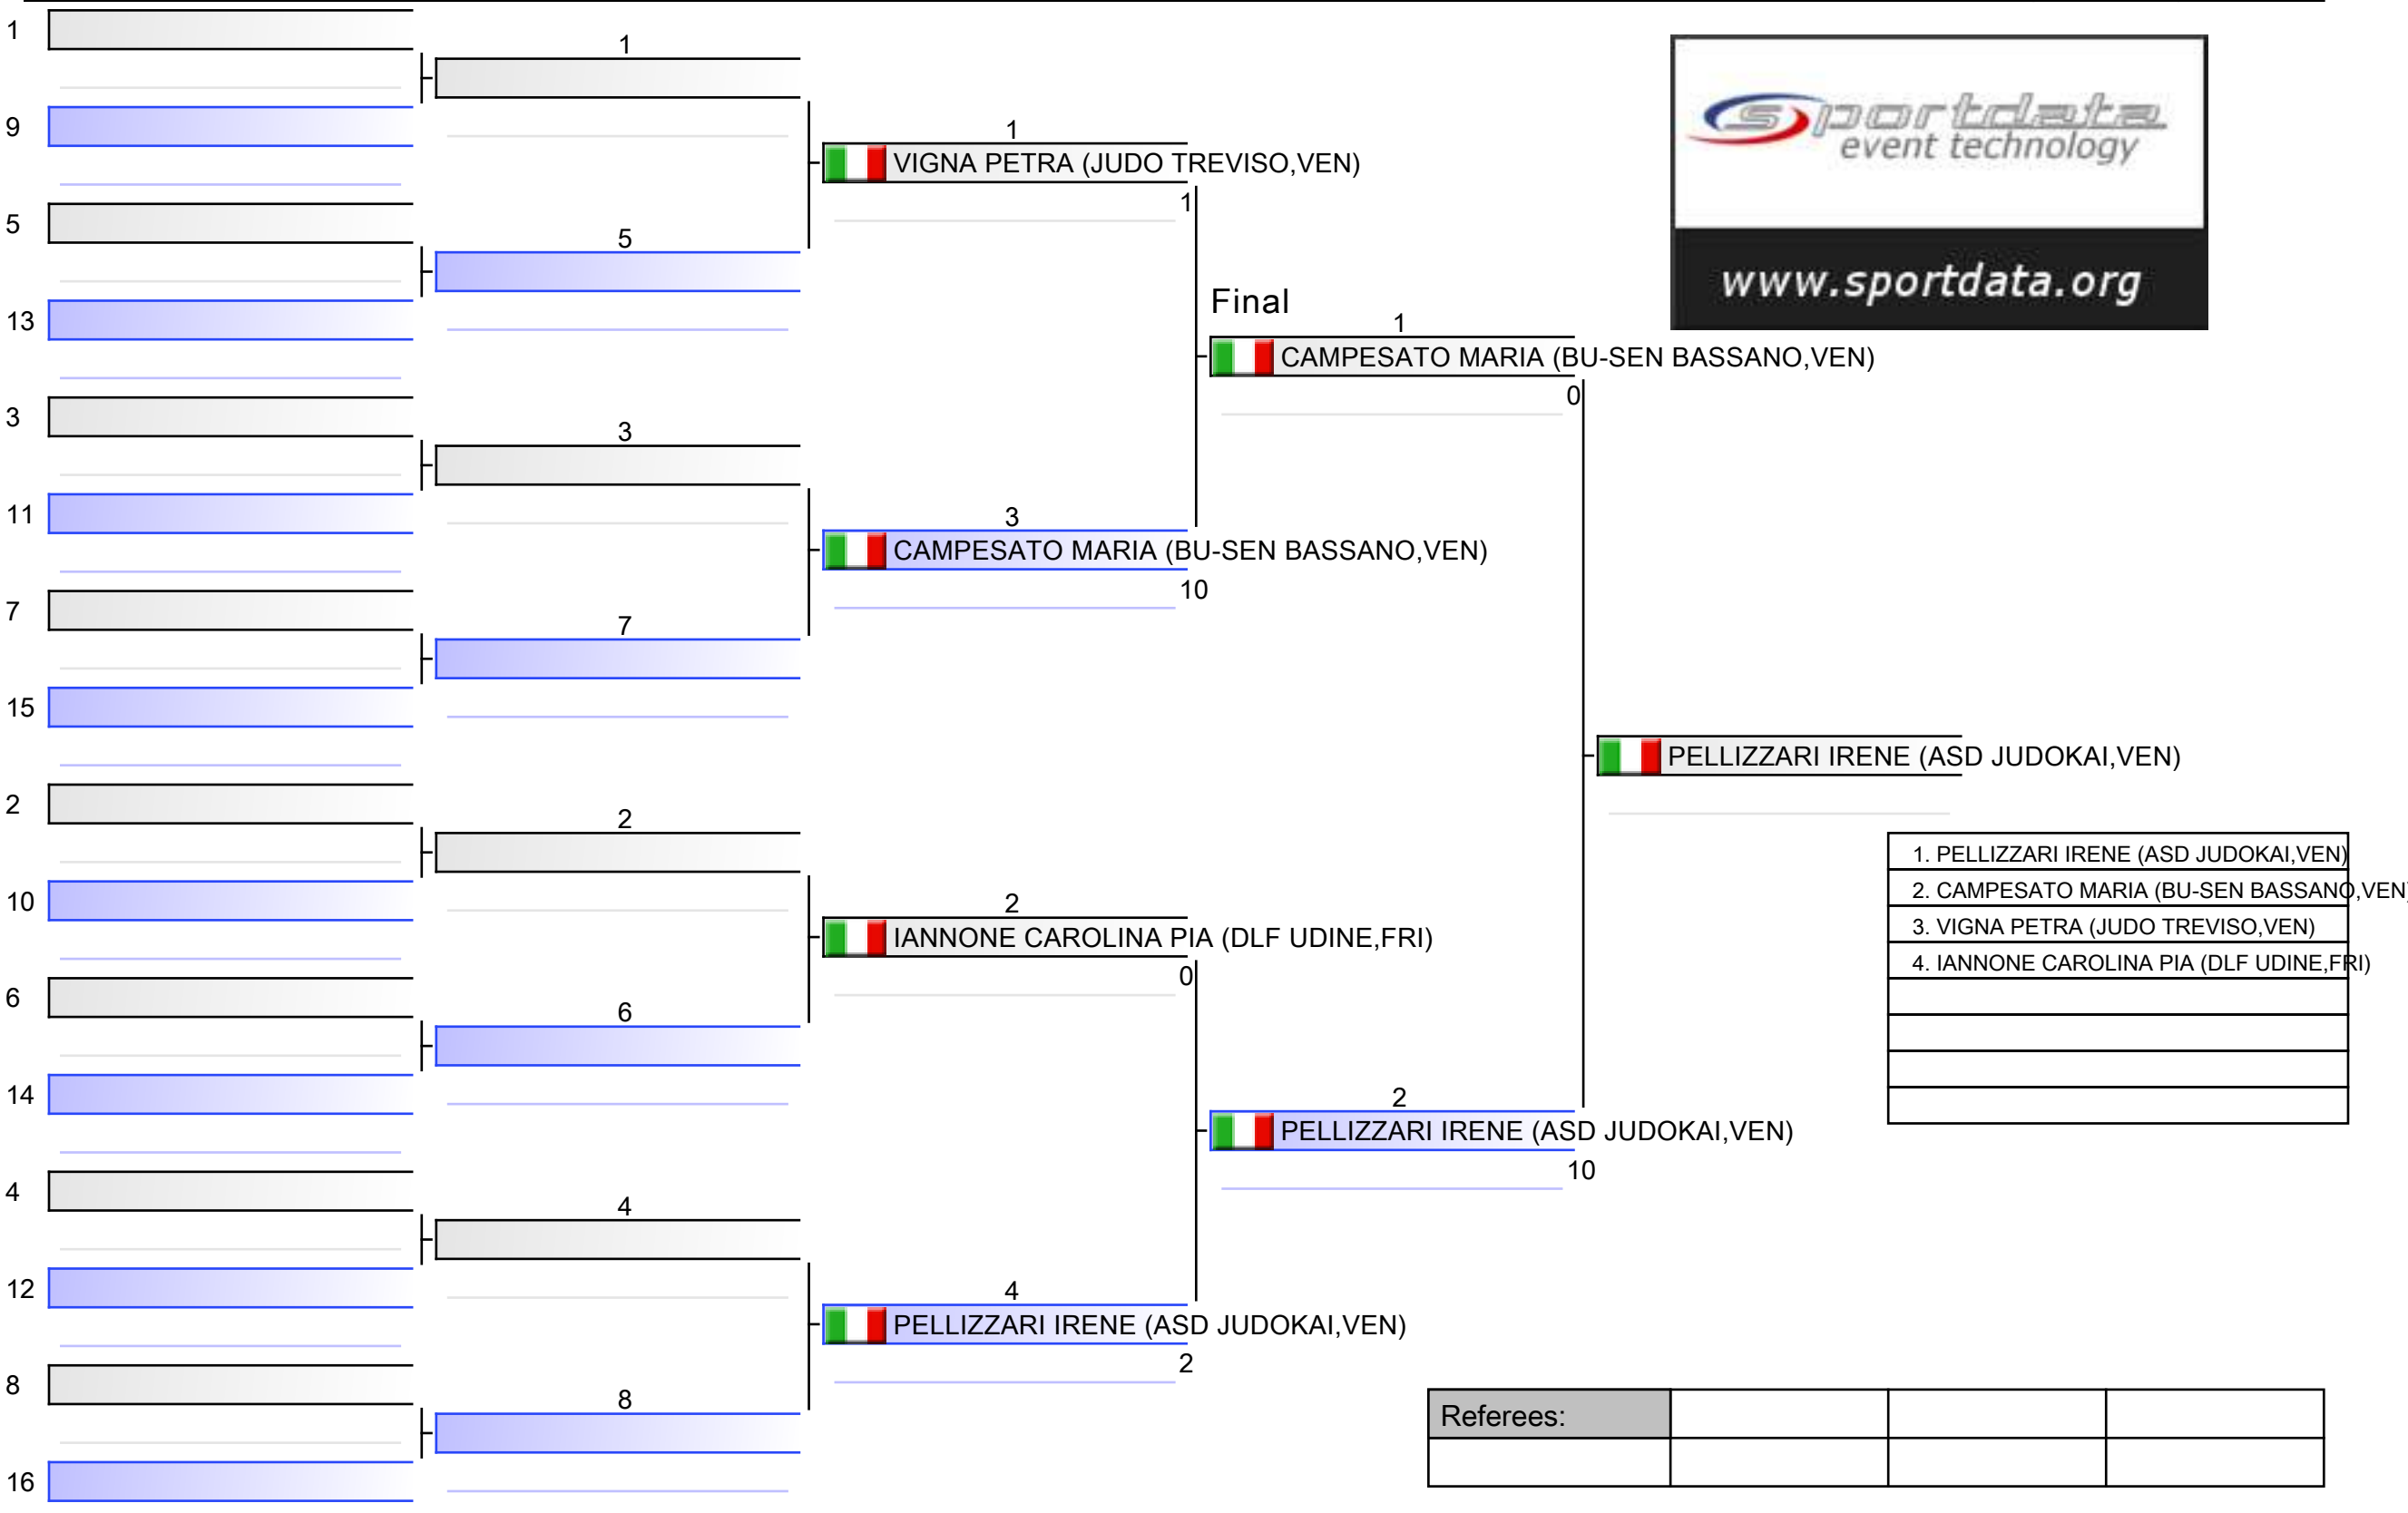 1
9
5
13
3
11
7
15
2
10
6
14
4
12
8
16
1
5
3
7
2
6
4
8
1
VIGNA PETRA (JUDO TREVISO,VEN)
1
3
CAMPESATO MARIA (BU-SEN BASSANO,VEN)
10
2
IANNONE CAROLINA PIA (DLF UDINE,FRI)
0
4
PELLIZZARI IRENE (ASD JUDOKAI,VEN)
2
Final
1
CAMPESATO MARIA (BU-SEN BASSANO,VEN)
0
2
PELLIZZARI IRENE (ASD JUDOKAI,VEN)
10
PELLIZZARI IRENE (ASD JUDOKAI,VEN)
sportdata
event technology
www.sportdata.org
1. PELLIZZARI IRENE (ASD JUDOKAI,VEN)
2. CAMPESATO MARIA (BU-SEN BASSANO,VEN)
3. VIGNA PETRA (JUDO TREVISO,VEN)
4. IANNONE CAROLINA PIA (DLF UDINE,FRI)
Referees: